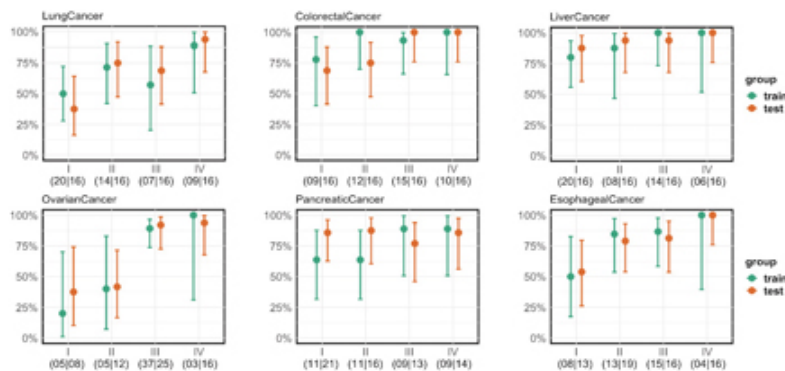 LungCancer
ColorectalCancer
LiverCancer
100%
75%
50%
25%
0%
100%
75%
50%
25%
0%
100%
75%
50%
25%
0%
group
train
test
I II III IV
(20|16) (14|16) (07|16) (09|16)
I II III IV
(09|16) (12|16) (15|16) (10|16)
I II III IV
(20|16) (08|16) (14|16) (06|16)
OvarianCancer
PancreaticCancer
EsophagealCancer
100%
75%
50%
25%
0%
100%
75%
50%
25%
0%
100%
75%
50%
25%
0%
group
train
test
I II III IV
(05|08) (05|12) (37|25) (03|16)
I II III IV
(11|21) (11|16) (09|13) (09|14)
I II III IV
(08|13) (13|19) (15|16) (04|16)